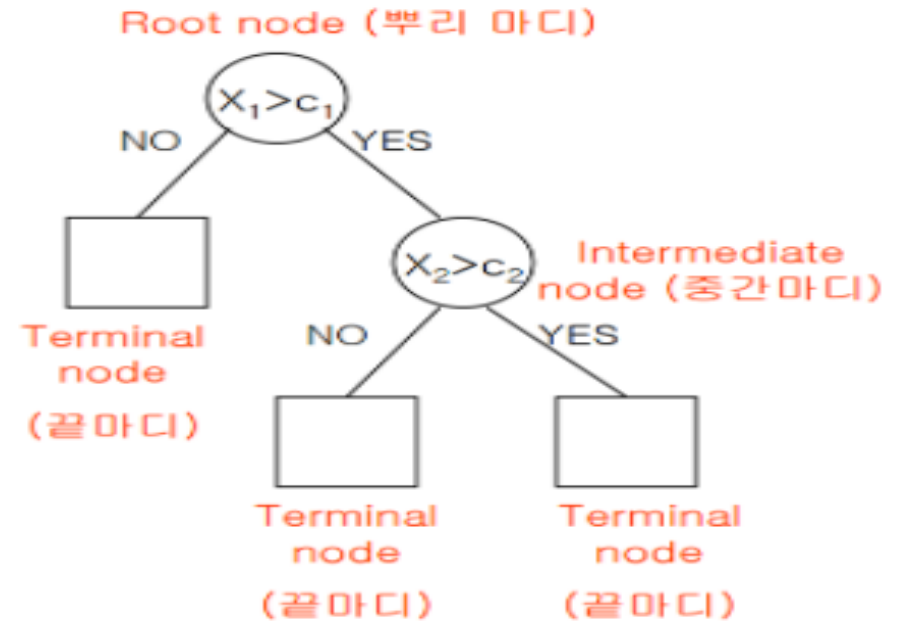 Root node (뿌리 마디)
X₁>c₁
NO
YES
X₂>c₂
Intermediate
node (중간마디)
Terminal
node
(끝마디)
NO
YES
Terminal
node
(끝마디)
Terminal
node
(끝마디)